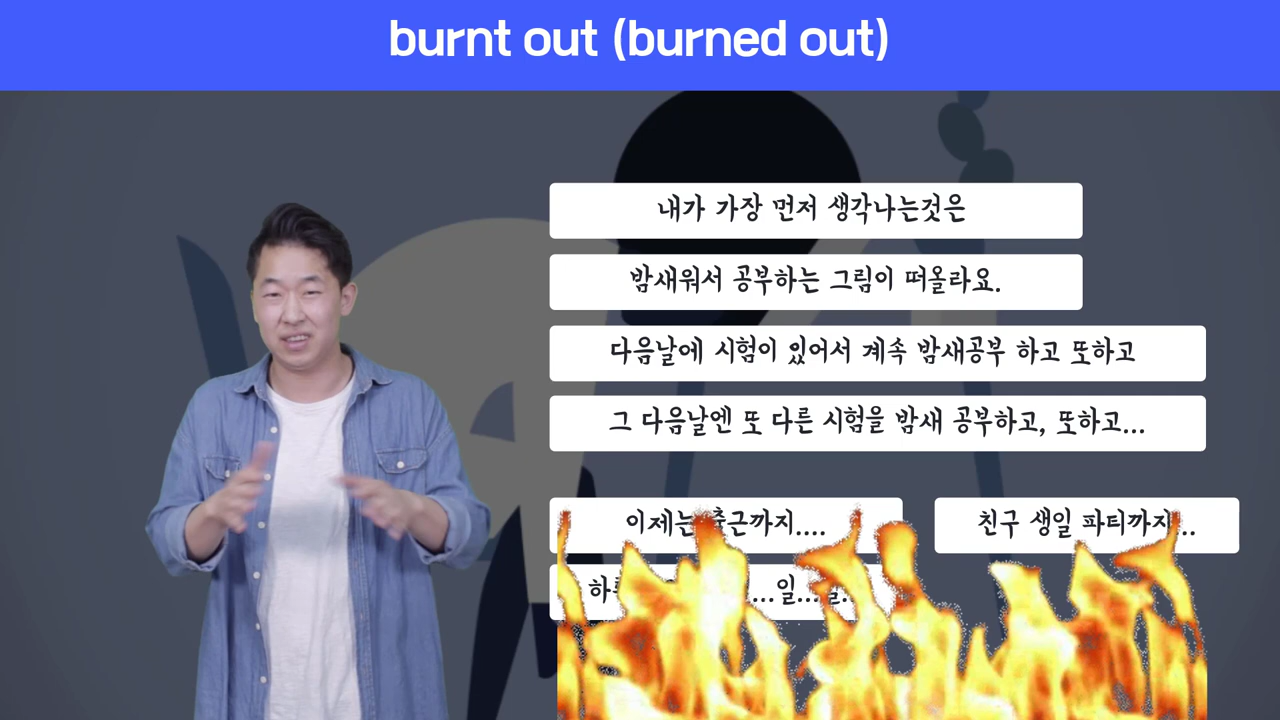 burnt out (burned out)
내가 가장 먼저 생각나는것은
밤새워서 공부하는 그림이 떠올라요.
다음날에 시험이 있어서 계속 밤새공부 하고 또하고
그 다음날엔 또 다른 시험을 밤새 공부하고, 또하고...
이제는 출근까지....
친구 생일 파티까지...
...일...